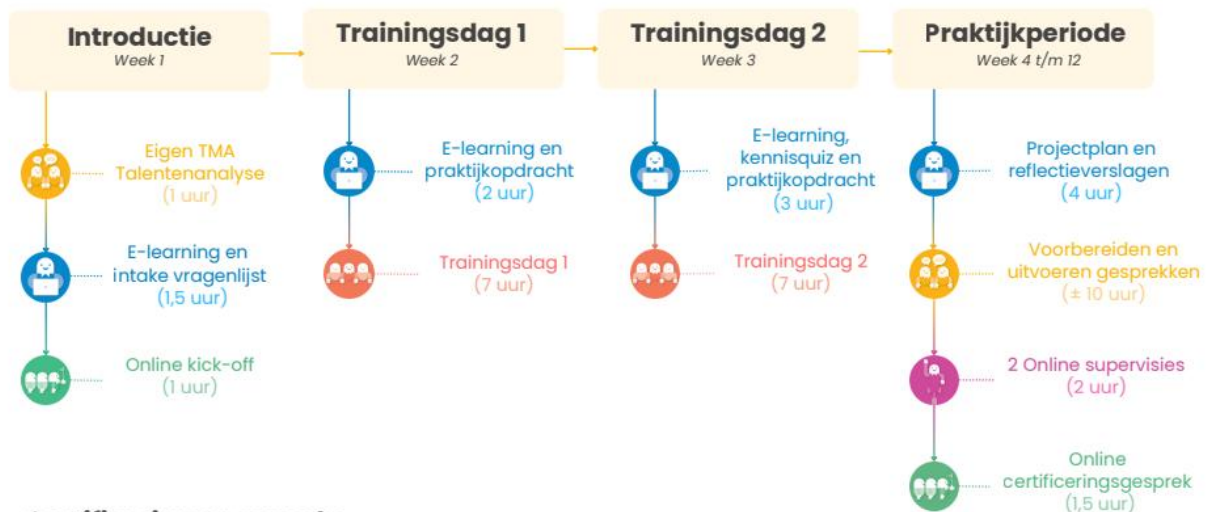 Introductie
Week 1
Eigen TMA
Talentenanalyse
(1 uur)
E-learning en
intake vragenlijst
(1,5 uur)
Online kick-off
(1 uur)
Trainingsdag 1
Week 2
E-learning en
praktijkopdracht
(2 uur)
Trainingsdag 1
(7 uur)
Trainingsdag 2
Week 3
E-learning,
kennisquiz en
praktijkopdracht
(3 uur)
Trainingsdag 2
(7 uur)
Praktijkperiode
Week 4 t/m 12
Projectplan en
reflectieverslagen
(4 uur)
Voorbereiden en
uitvoeren gesprekken
(± 10 uur)
2 Online supervisies
(2 uur)
Online
certificeringsgesprek
(1,5 uur)